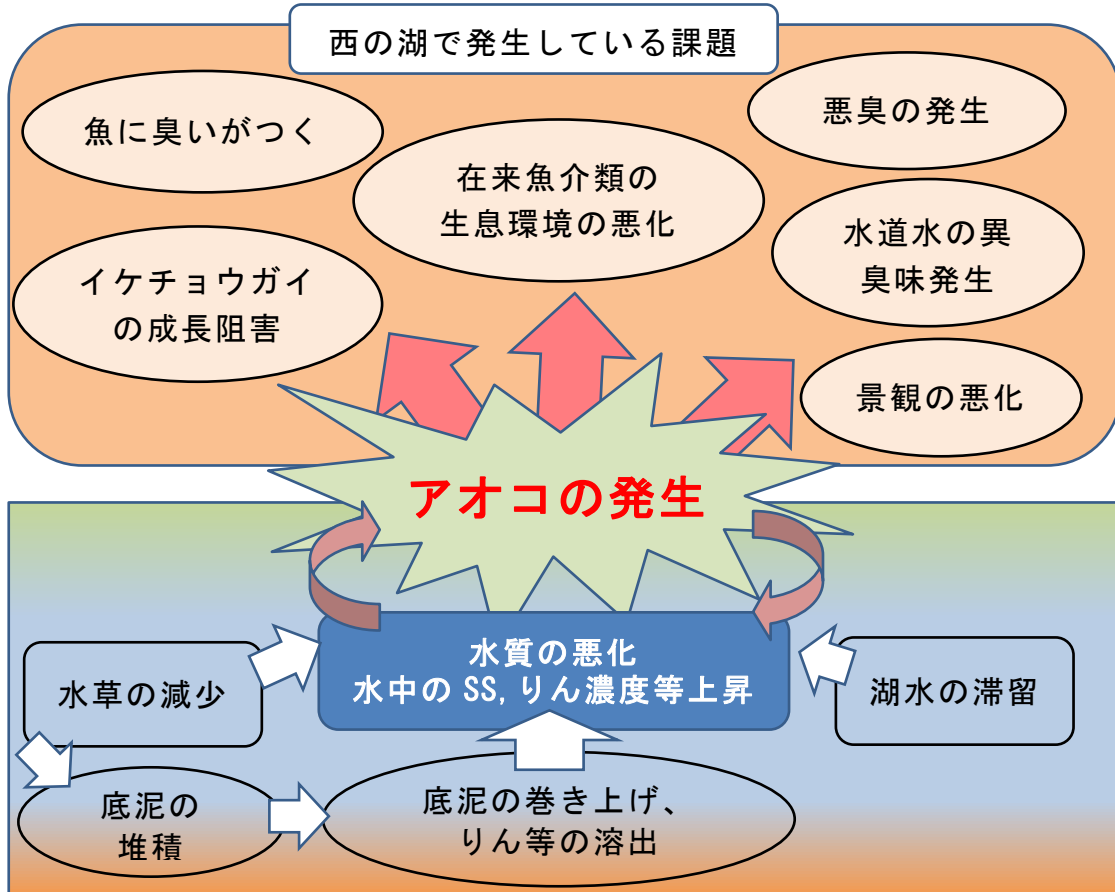 西の湖で発生している課題
魚に臭いがつく
悪臭の発生
在来魚介類の
生息環境の悪化
水道水の異
臭味発生
イケチョウガイ
の成長阻害
景観の悪化
アオコの発生
水質の悪化
水中の SS, りん濃度等上昇
水草の減少
湖水の滞留
底泥の
堆積
底泥の巻き上げ、
りん等の溶出